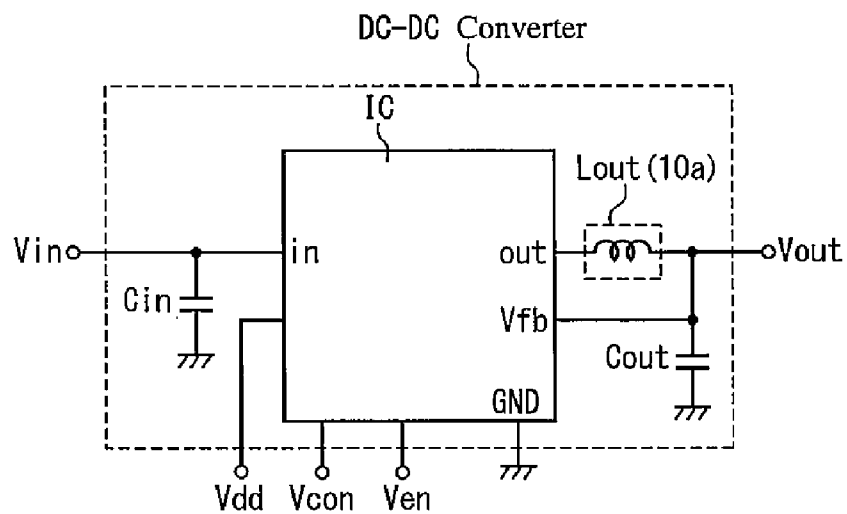 DC-DC Converter
IC
Lout(10a)
Vin
in
out
Vout
Cin
Vfb
Cout
GND
Vdd
Vcon
Ven